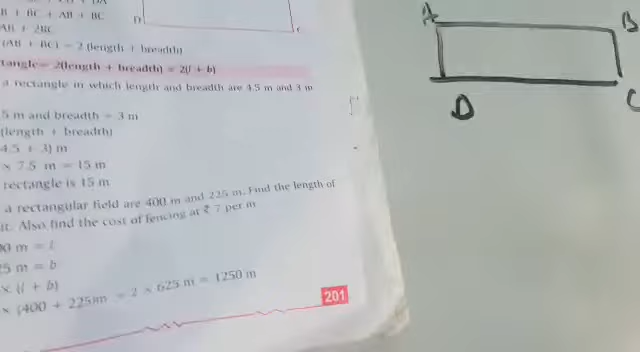 B + BC + AB + BC
AB + 2BC
(AB + BC) = 2 (length + breadth)
tangle = 2(length + breadth) = 2(l + b)
a rectangle in which length and breadth are 4.5 m and 3 m
5 m and breadth = 3 m
(length + breadth)
4.5 + 3) m
× 7.5 m = 15 m
rectangle is 15 m
a rectangular field are 400 m and 225 m. Find the length of
it. Also find the cost of fencing at ₹ 7 per m
00 m = l
25 m = b
× (l + b)
× (400 + 225)m = 2 × 625 m = 1250 m
201
D C
A B
D C